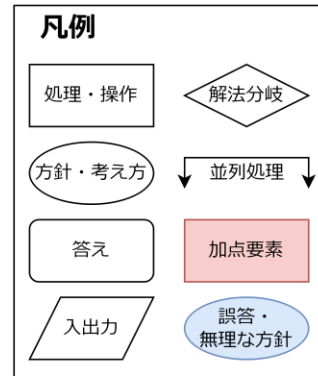 凡例
処理・操作
解法分岐
方針・考え方
並列処理
答え
加点要素
入出力
誤答・
無理な方針